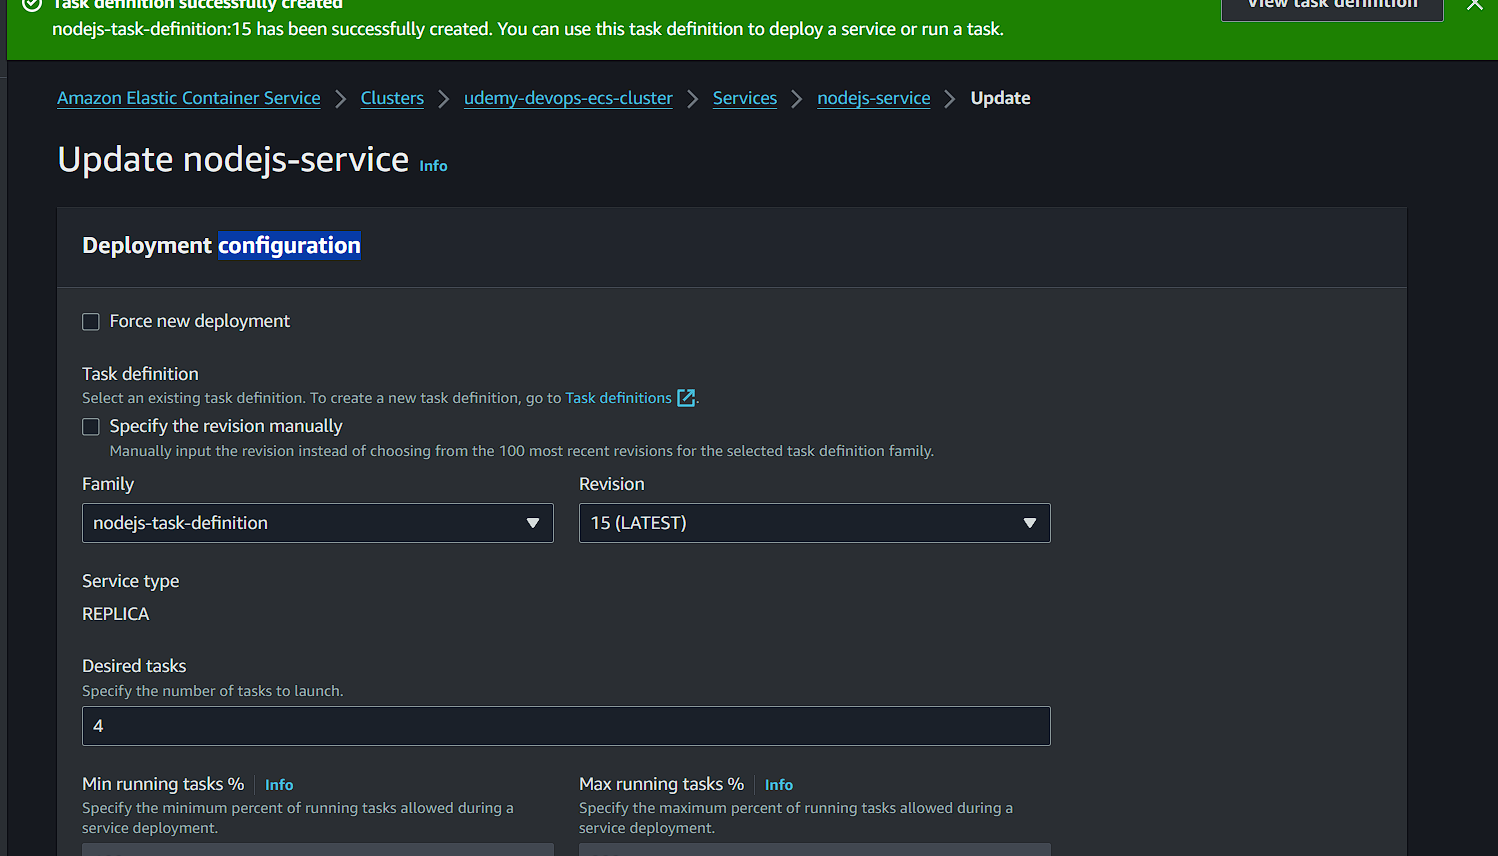 Task definition successfully created
View task definition
nodejs-task-definition:15 has been successfully created. You can use this task definition to deploy a service or run a task.
Amazon Elastic Container Service > Clusters > udemy-devops-ecs-cluster > Services > nodejs-service > Update
Update nodejs-service Info
Deployment configuration
Force new deployment
Task definition
Select an existing task definition. To create a new task definition, go to Task definitions.
Specify the revision manually
Manually input the revision instead of choosing from the 100 most recent revisions for the selected task definition family.
Family
nodejs-task-definition
Revision
15 (LATEST)
Service type
REPLICA
Desired tasks
Specify the number of tasks to launch.
4
Min running tasks % Info
Specify the minimum percent of running tasks allowed during a
service deployment.
Max running tasks % Info
Specify the maximum percent of running tasks allowed during a
service deployment.